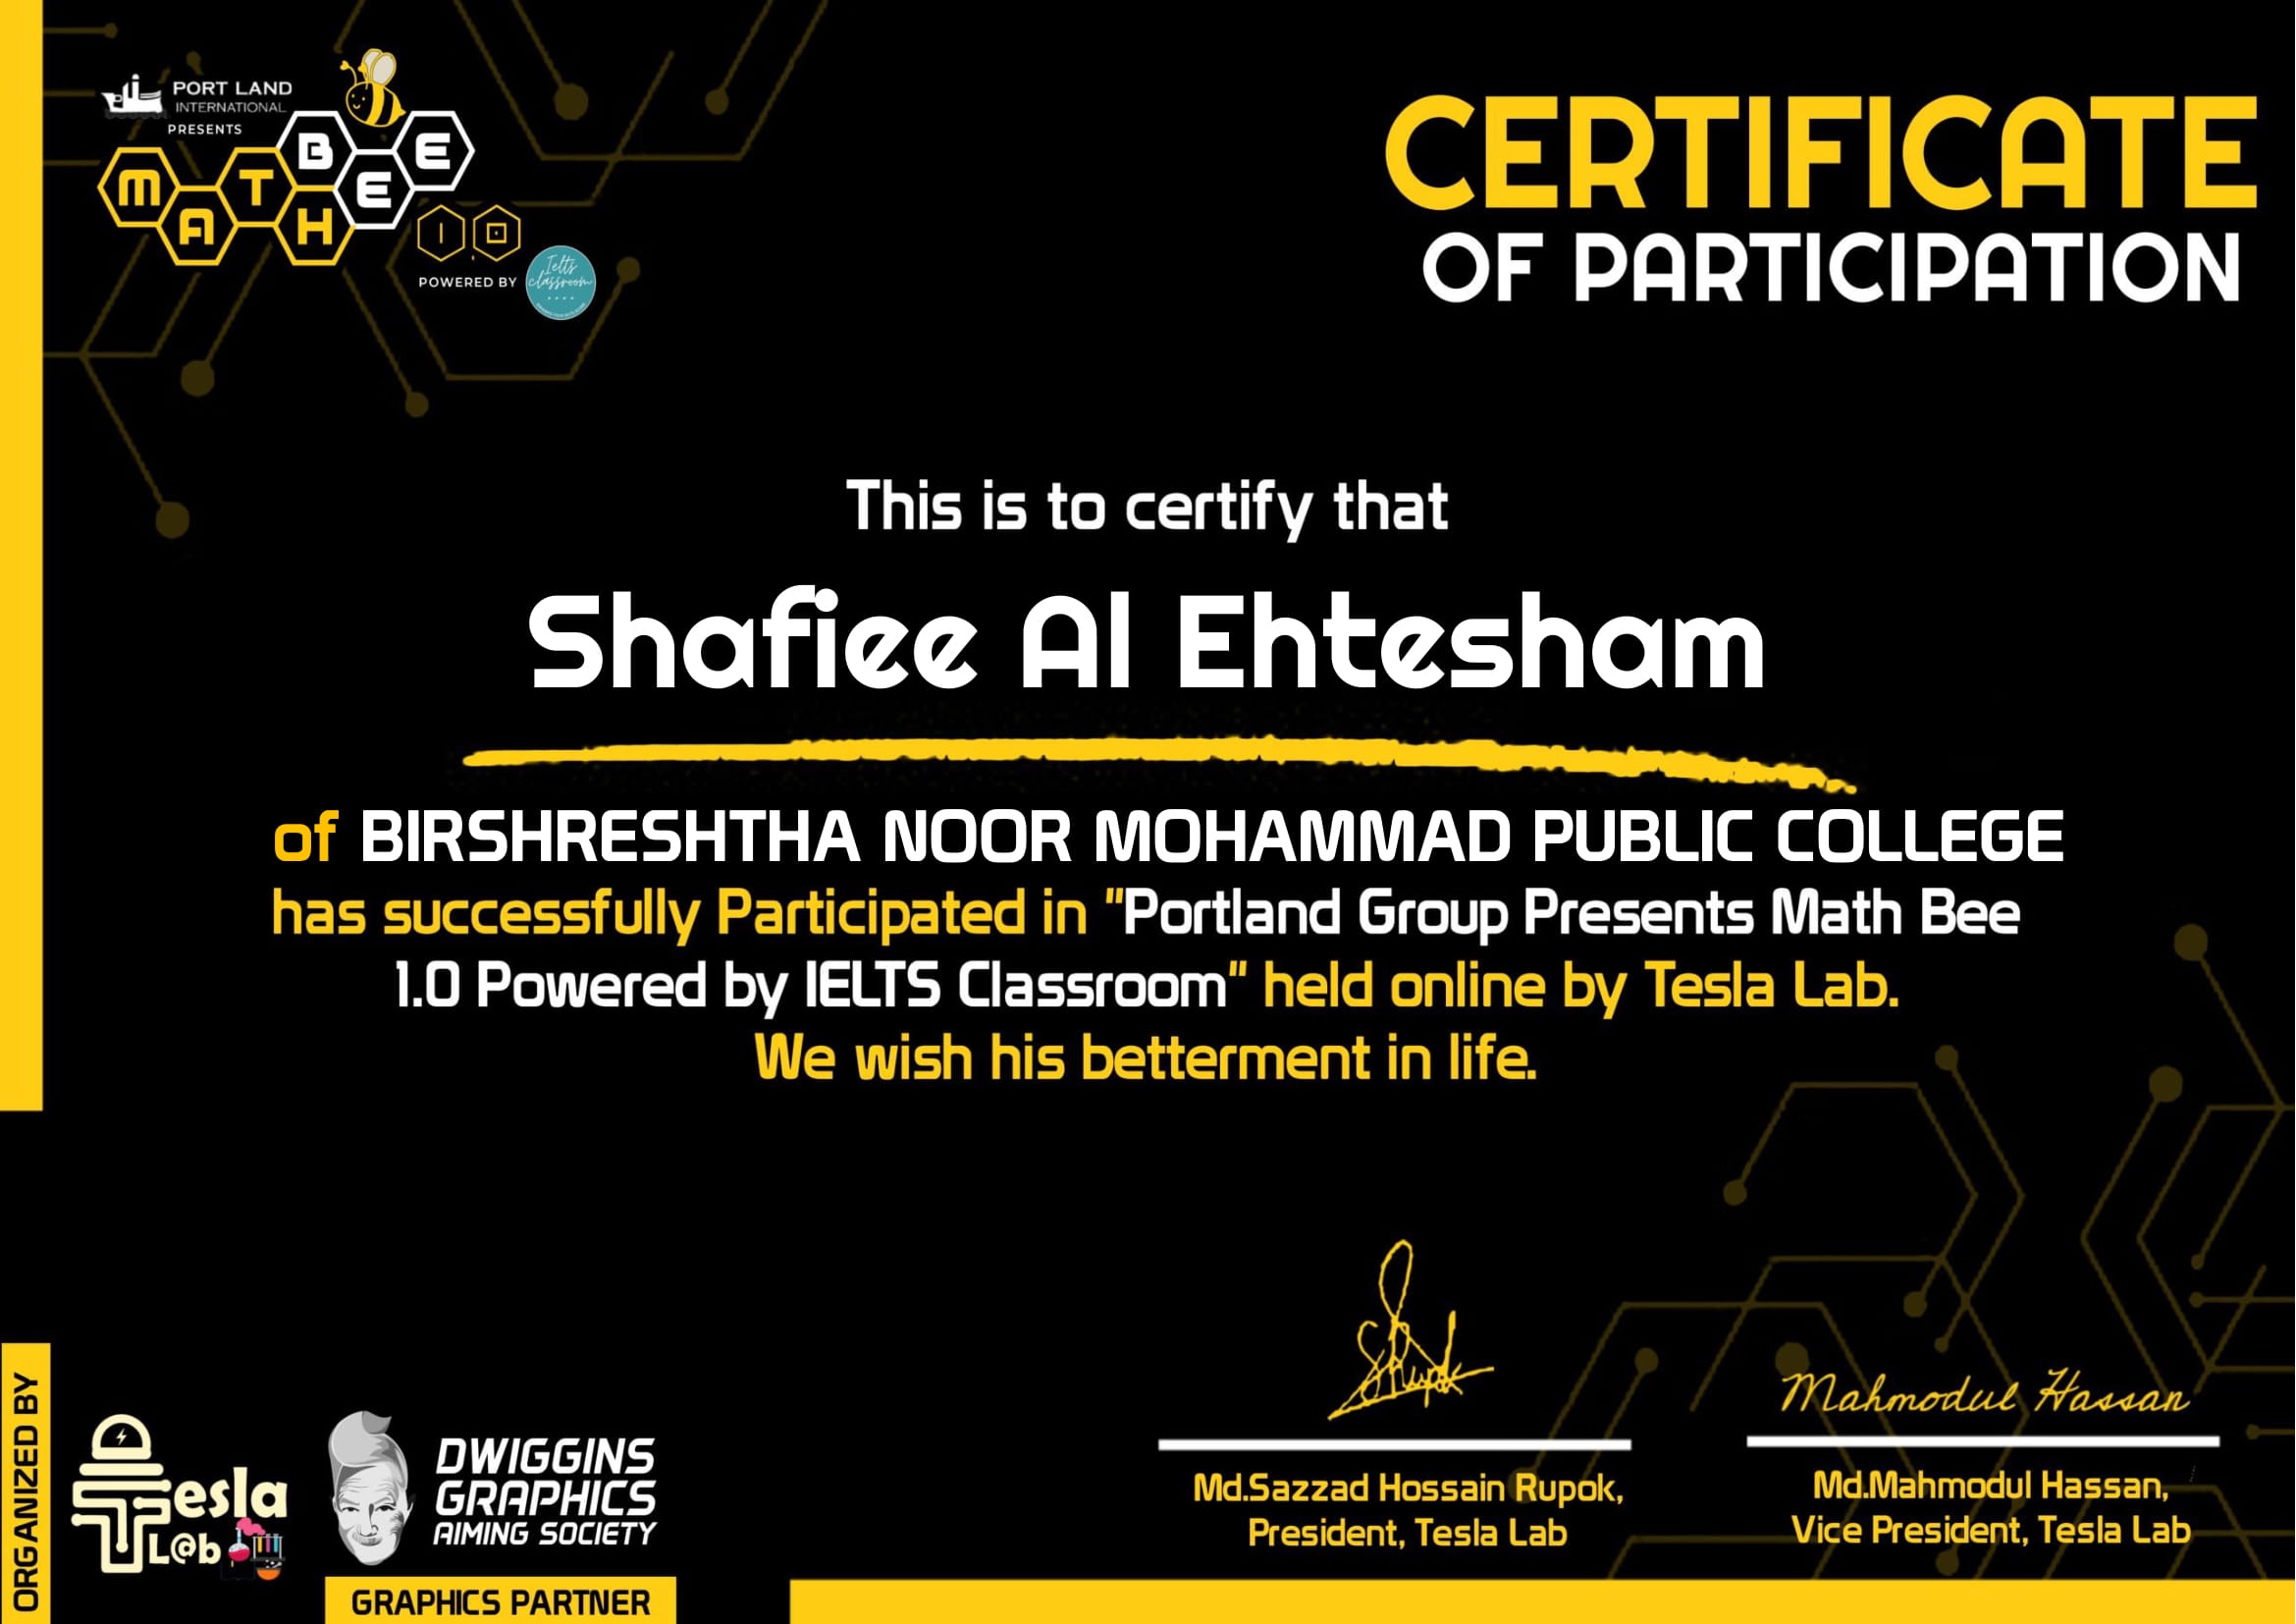 PORT LAND
INTERNATIONAL
PRESENTS
MATH BEE
1.0
POWERED BY
Ielts
classroom
CERTIFICATE
OF PARTICIPATION
This is to certify that
Shafiee Al Ehtesham
of BIRSHRESHTHA NOOR MOHAMMAD PUBLIC COLLEGE
has successfully Participated in "Portland Group Presents Math Bee
1.0 Powered by IELTS Classroom" held online by Tesla Lab.
We wish his betterment in life.
Mahmodul Hassan
Md.Sazzad Hossain Rupok,
President, Tesla Lab
Md.Mahmodul Hassan,
Vice President, Tesla Lab
ORGANIZED BY
Tesla
L@b
DWIGGINS
GRAPHICS
AIMING SOCIETY
GRAPHICS PARTNER